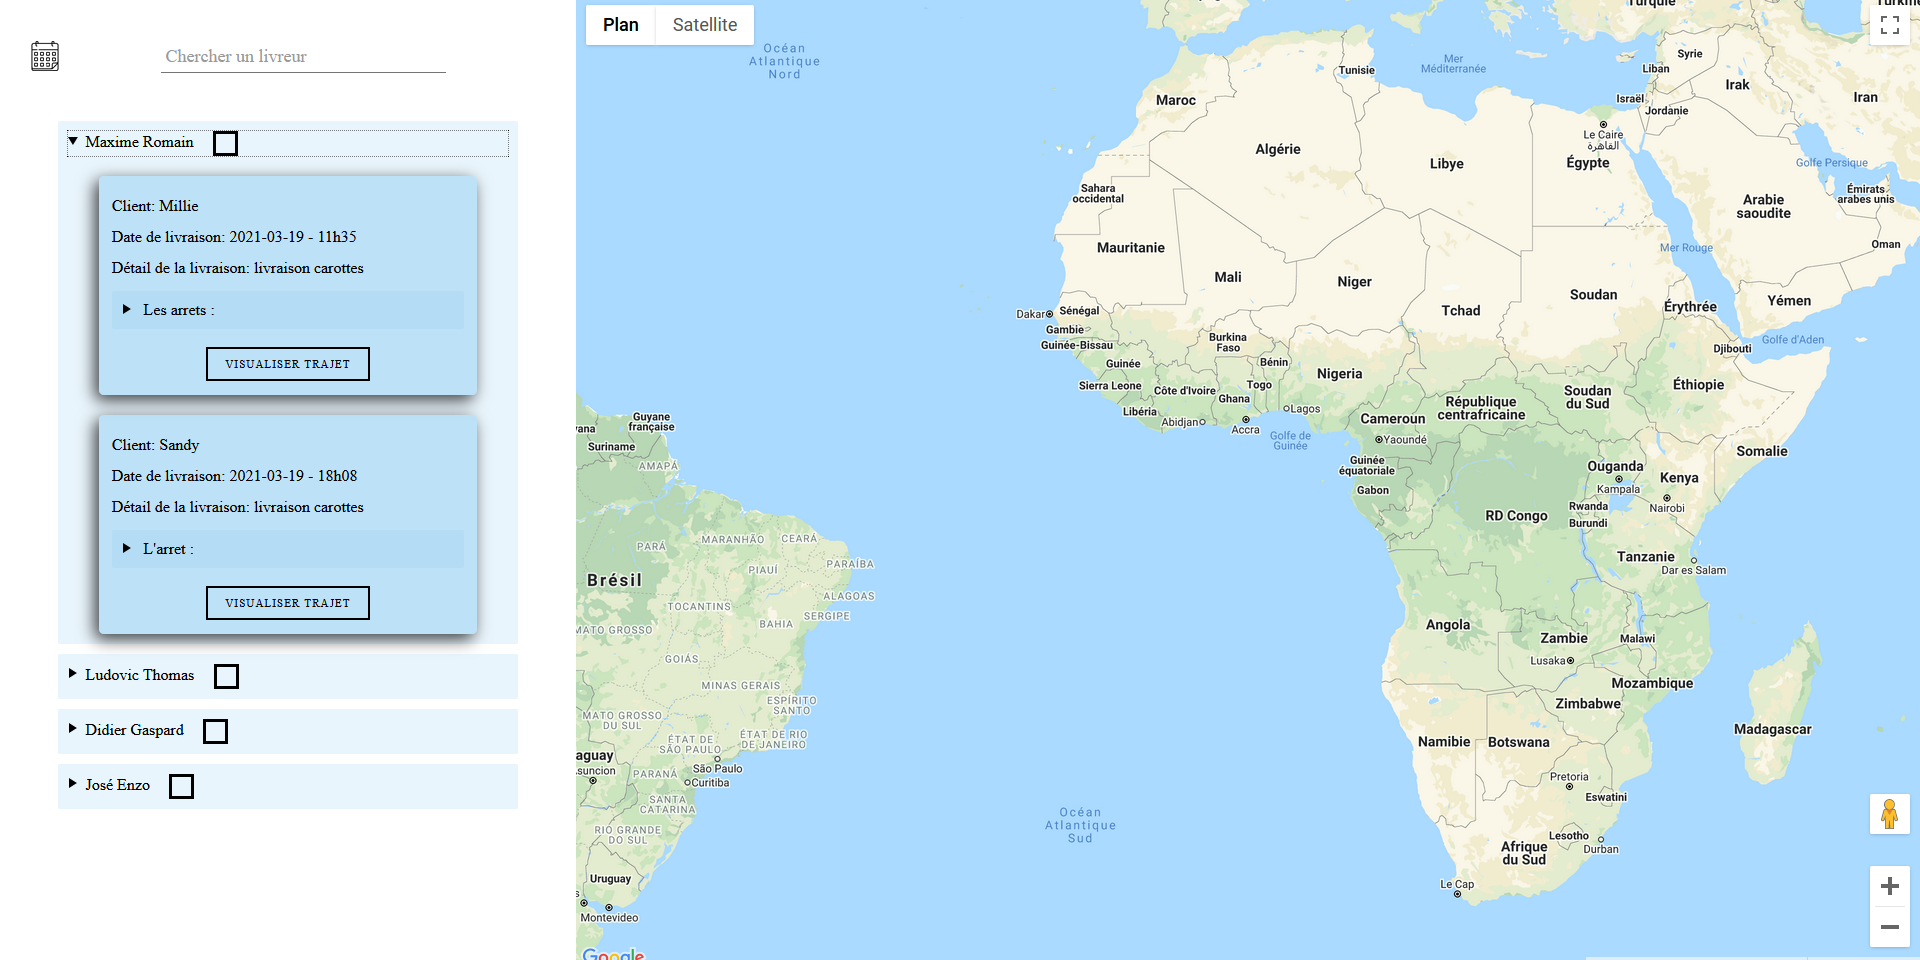 Chercher un livreur
Maxime Romain
Client: Millie
Date de livraison: 2021-03-19 - 11h35
Détail de la livraison: livraison carottes
Les arrets :
VISUALISER TRAJET
Client: Sandy
Date de livraison: 2021-03-19 - 18h08
Détail de la livraison: livraison carottes
L'arret :
VISUALISER TRAJET
Ludovic Thomas
Didier Gaspard
José Enzo
Plan
Satellite
Océan
Atlantique
Nord
Mer
Méditerranée
Turquie
Tunisie
Syrie
Liban
Irak
Iran
Israël
Jordanie
Maroc
Algérie
Libye
Le Caire
القاهرة
Égypte
Golfe Persique
Sahara
occidental
Arabie
saoudite
Émirats
arabes unis
Mauritanie
Mali
Niger
Tchad
Soudan
Mer Rouge
Oman
Érythrée
Yémen
Dakar
Sénégal
Gambie
Guinée-Bissau
Burkina
Faso
Djibouti
Golfe d'Aden
Guinée
Bénin
Nigeria
Sierra Leone
Côte d'Ivoire
Togo
Ghana
Soudan
du Sud
Éthiopie
Libéria
Abidjan
Accra
Lagos
République
centrafricaine
Cameroun
Yaoundé
Golfe de
Guinée
Guinée
équatoriale
Gabon
Somalie
Ouganda
Kampala
Kenya
Nairobi
Rwanda
Burundi
RD Congo
Tanzanie
Dar es Salam
Angola
Zambie
Malawi
Lusaka
Mozambique
Zimbabwe
Madagascar
Namibie
Botswana
Pretoria
Eswatini
Lesotho
Durban
Afrique
du Sud
Le Cap
Guyane
française
Suriname
AMAPÁ
PARÁ
MARANHÃO
CEARÁ
PIAUÍ
PARAÍBA
Brésil
ALAGOAS
TOCANTINS
SERGIPE
BAHIA
MATO GROSSO
GOIÁS
MINAS GERAIS
ESPÍRITO
SANTO
MATO GROSSO
DU SUL
ÉTAT DE
SÃO PAULO
ÉTAT DE RIO
DE JANEIRO
São Paulo
PARANÁ
Curitiba
SANTA
CATARINA
RIO GRANDE
DO SUL
Uruguay
Montevideo
Océan
Atlantique
Sud
Google